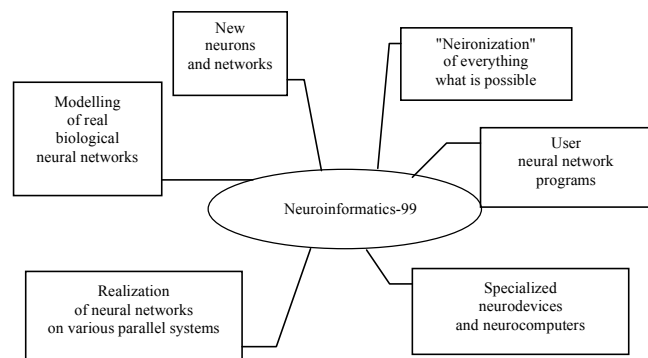 New
neurons
and networks
"Neironization"
of everything
what is possible
Modelling
of real
biological
neural networks
User
neural network
programs
Neuroinformatics-99
Realization
of neural networks
on various parallel systems
Specialized
neurodevices
and neurocomputers